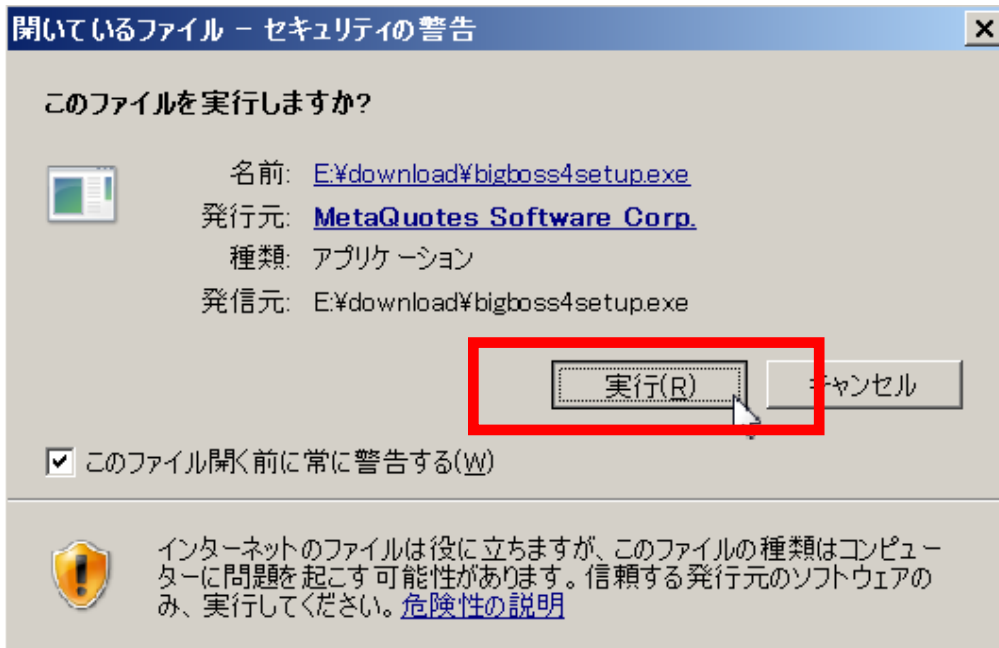 開いているファイル - セキュリティの警告
このファイルを実行しますか?
名前: E:¥download¥bigboss4setup.exe
発行元: MetaQuotes Software Corp.
種類: アプリケーション
発信元: E:¥download¥bigboss4setup.exe
実行(R) キャンセル
このファイル開く前に常に警告する(W)
インターネットのファイルは役に立ちますが、このファイルの種類はコンピュー
ターに問題を起こす可能性があります。信頼する発行元のソフトウェアの
み、実行してください。危険性の説明